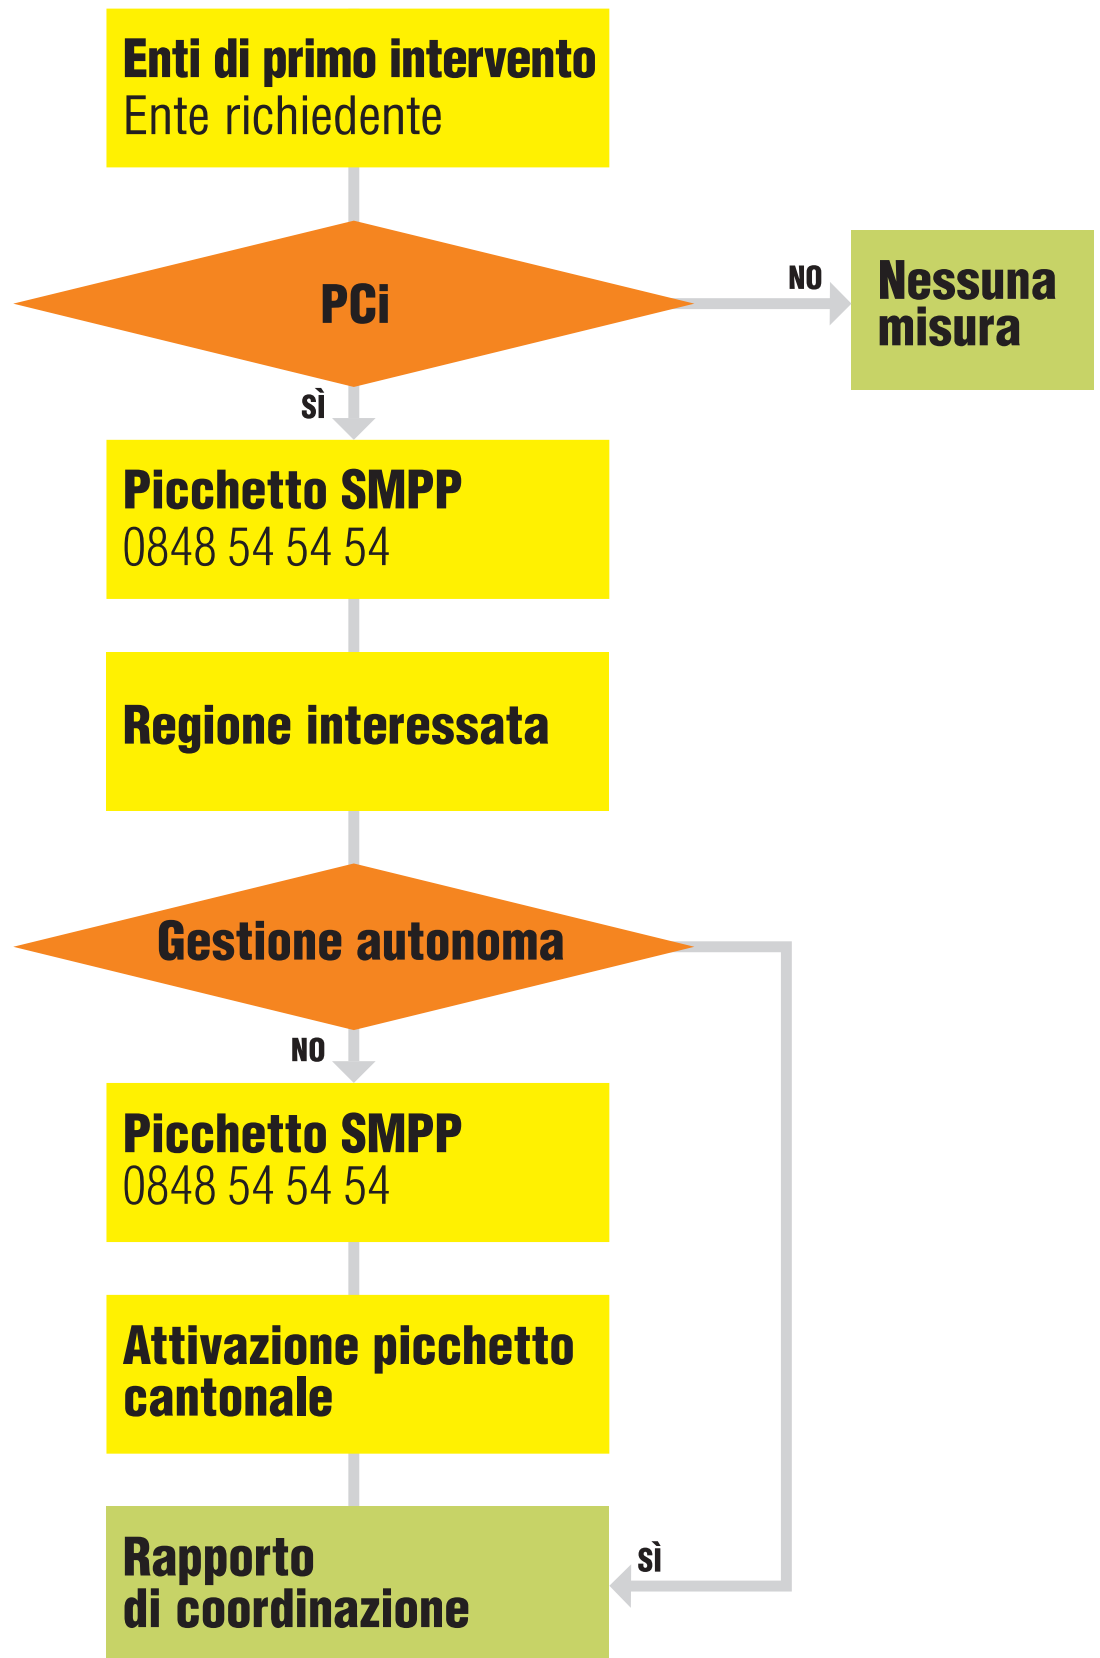 Enti di primo intervento
Ente richiedente
PCi
NO
Nessuna
misura
SÌ
Picchetto SMPP
0848 54 54 54
Regione interessata
Gestione autonoma
NO
Picchetto SMPP
0848 54 54 54
Attivazione picchetto
cantonale
Rapporto
di coordinazione
SÌ